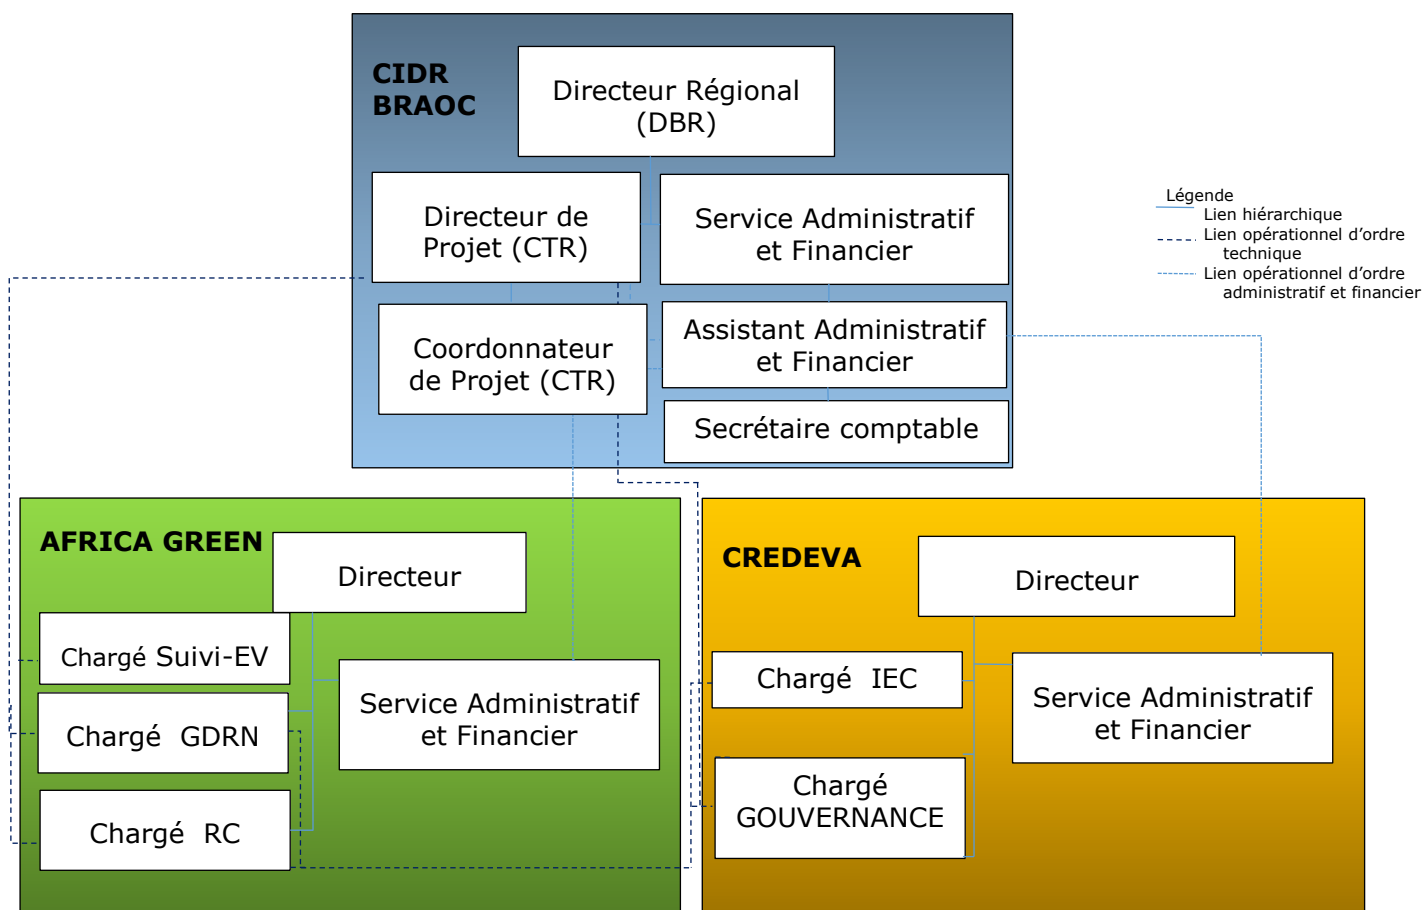 CIDR
BRAOC
Directeur Régional
(DBR)
Directeur de
Projet (CTR)
Service Administratif
et Financier
Coordonnateur
de Projet (CTR)
Assistant Administratif
et Financier
Secrétaire comptable
Légende
Lien hiérarchique
Lien opérationnel d’ordre
technique
Lien opérationnel d’ordre
administratif et financier
AFRICA GREEN
Directeur
Chargé Suivi-EV
Chargé GDRN
Chargé RC
Service Administratif
et Financier
CREDEVA
Directeur
Chargé IEC
Chargé
GOUVERNANCE
Service Administratif
et Financier